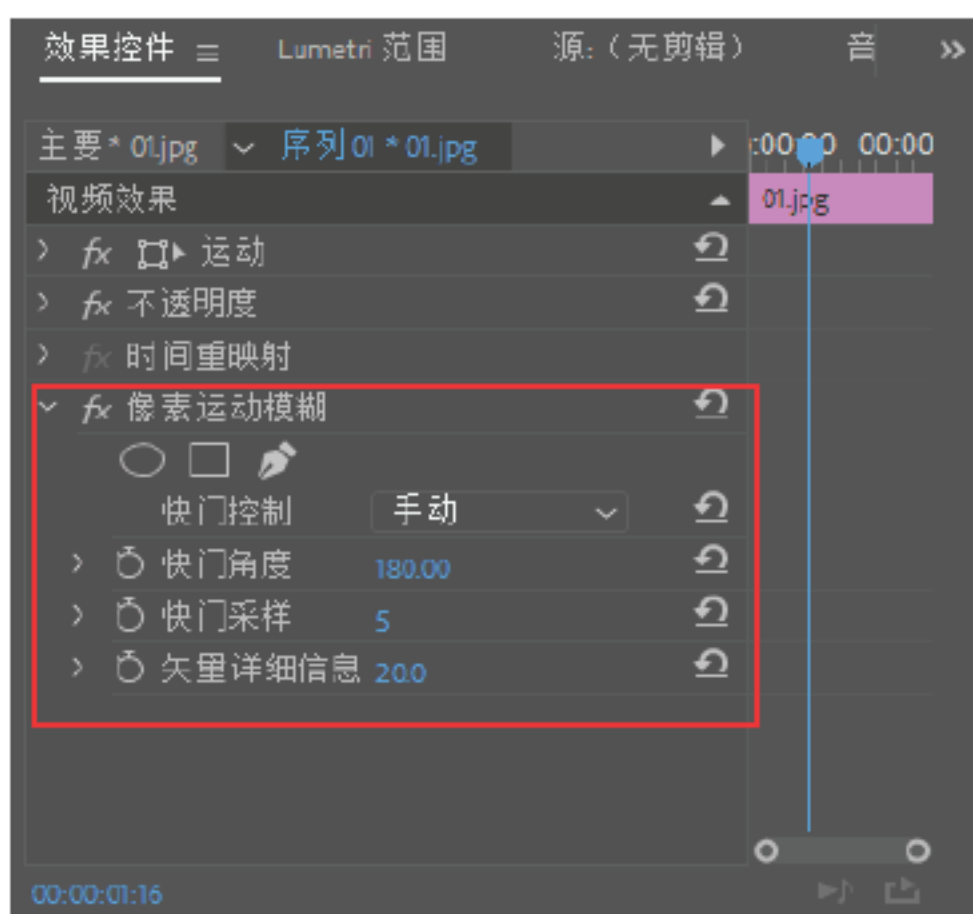 效果控件 Lumetri 范围 源:（无剪辑） 音 »
主要* 01.jpg 序列 01 * 01.jpg :00:00 00:00
视频效果 01.jpg
fx 运动
fx 不透明度
fx 时间重映射
fx 像素运动模糊
快门控制 手动
快门角度 180.00
快门采样 5
矢量详细信息 20.0
00:00:01:16